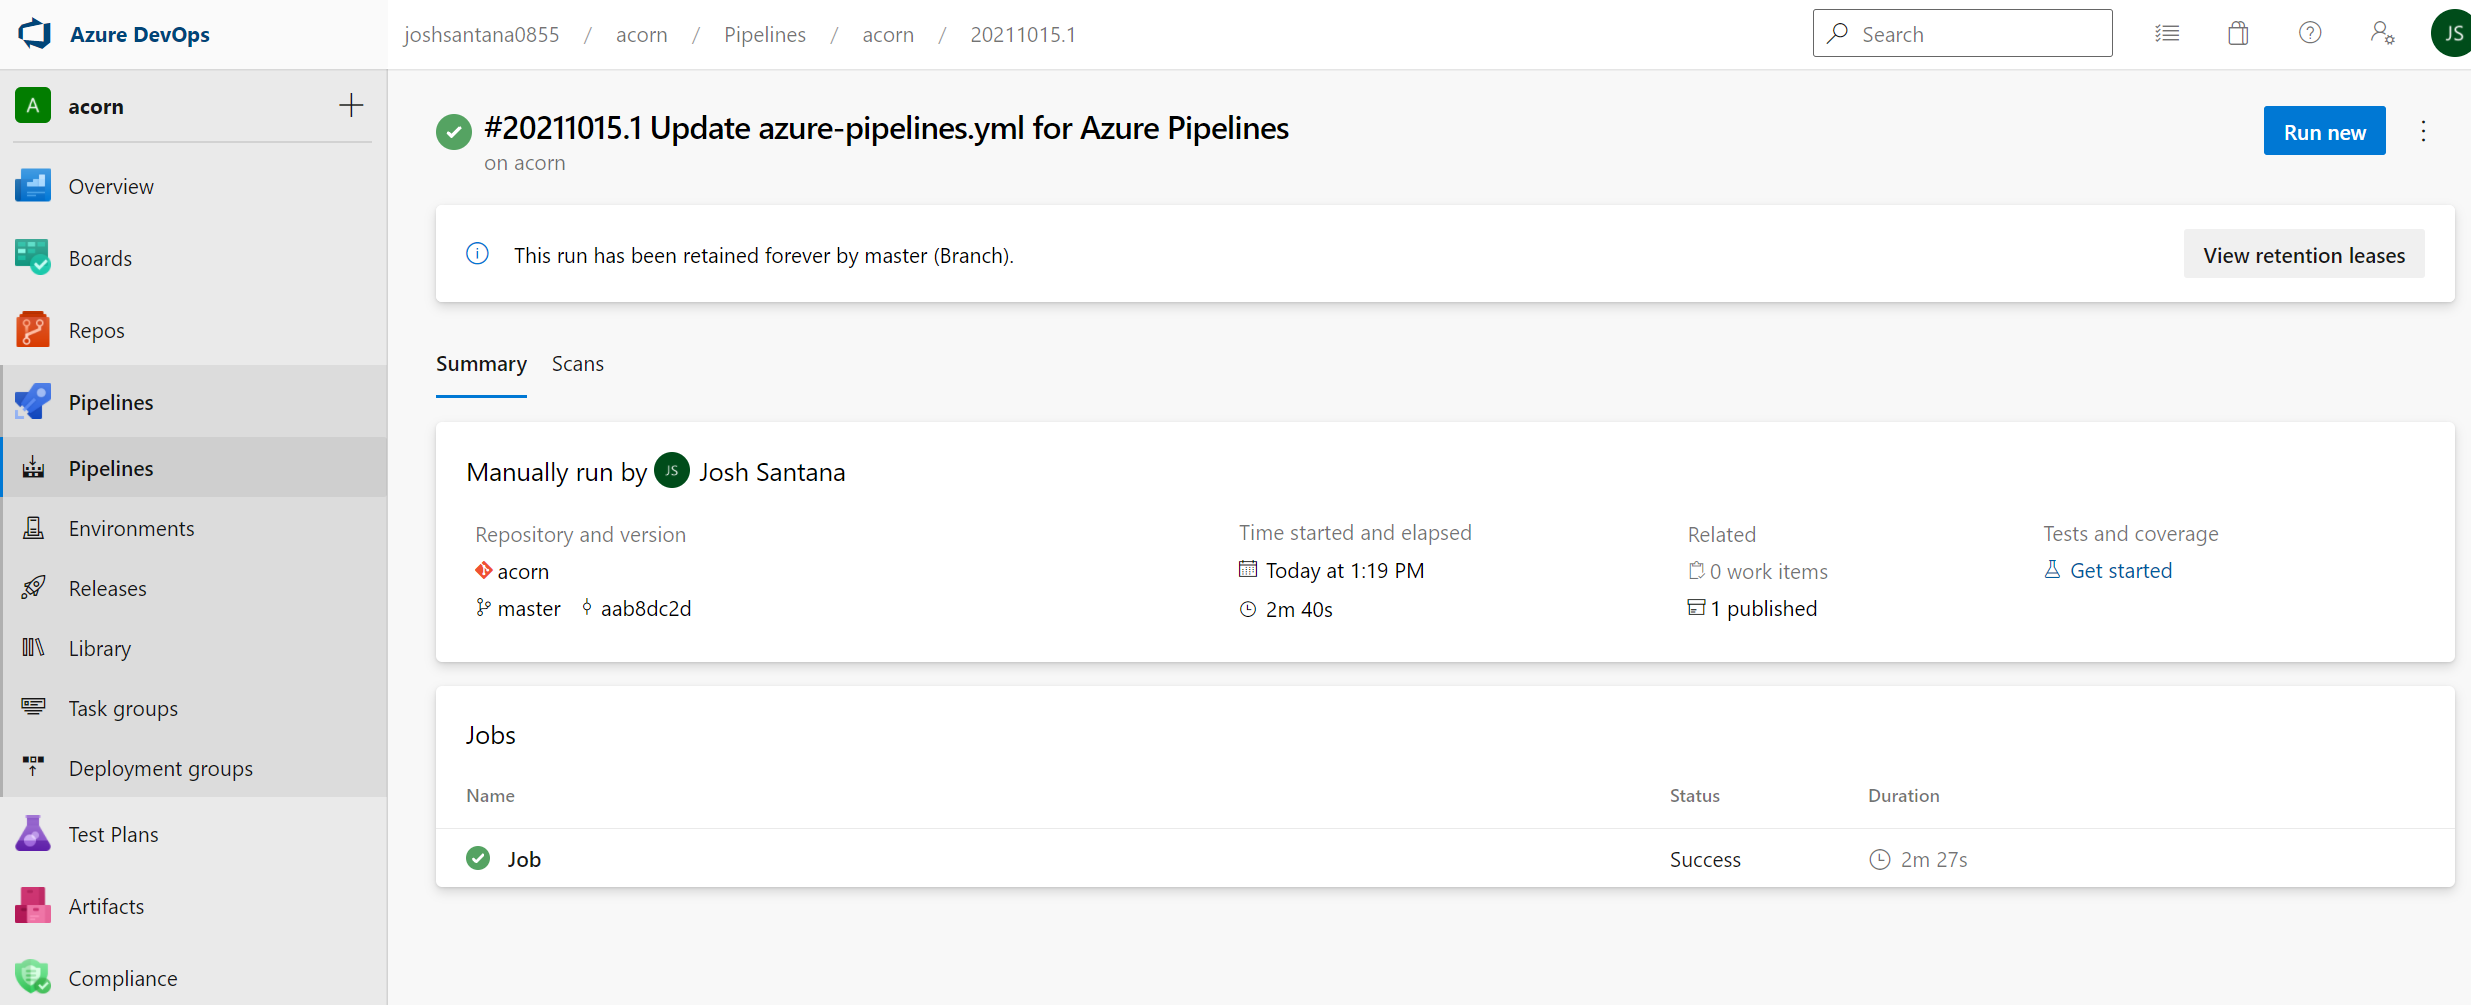 Azure DevOps
joshsantana0855 / acorn / Pipelines / acorn / 20211015.1
Search
JS
A acorn
Overview
Boards
Repos
Pipelines
Pipelines
Environments
Releases
Library
Task groups
Deployment groups
Test Plans
Artifacts
Compliance
#20211015.1 Update azure-pipelines.yml for Azure Pipelines
on acorn
Run new
This run has been retained forever by master (Branch).
View retention leases
Summary Scans
Manually run by JS Josh Santana
Repository and version
acorn
master aab8dc2d
Time started and elapsed
Today at 1:19 PM
2m 40s
Related
0 work items
1 published
Tests and coverage
Get started
Jobs
Name Status Duration
Job Success 2m 27s